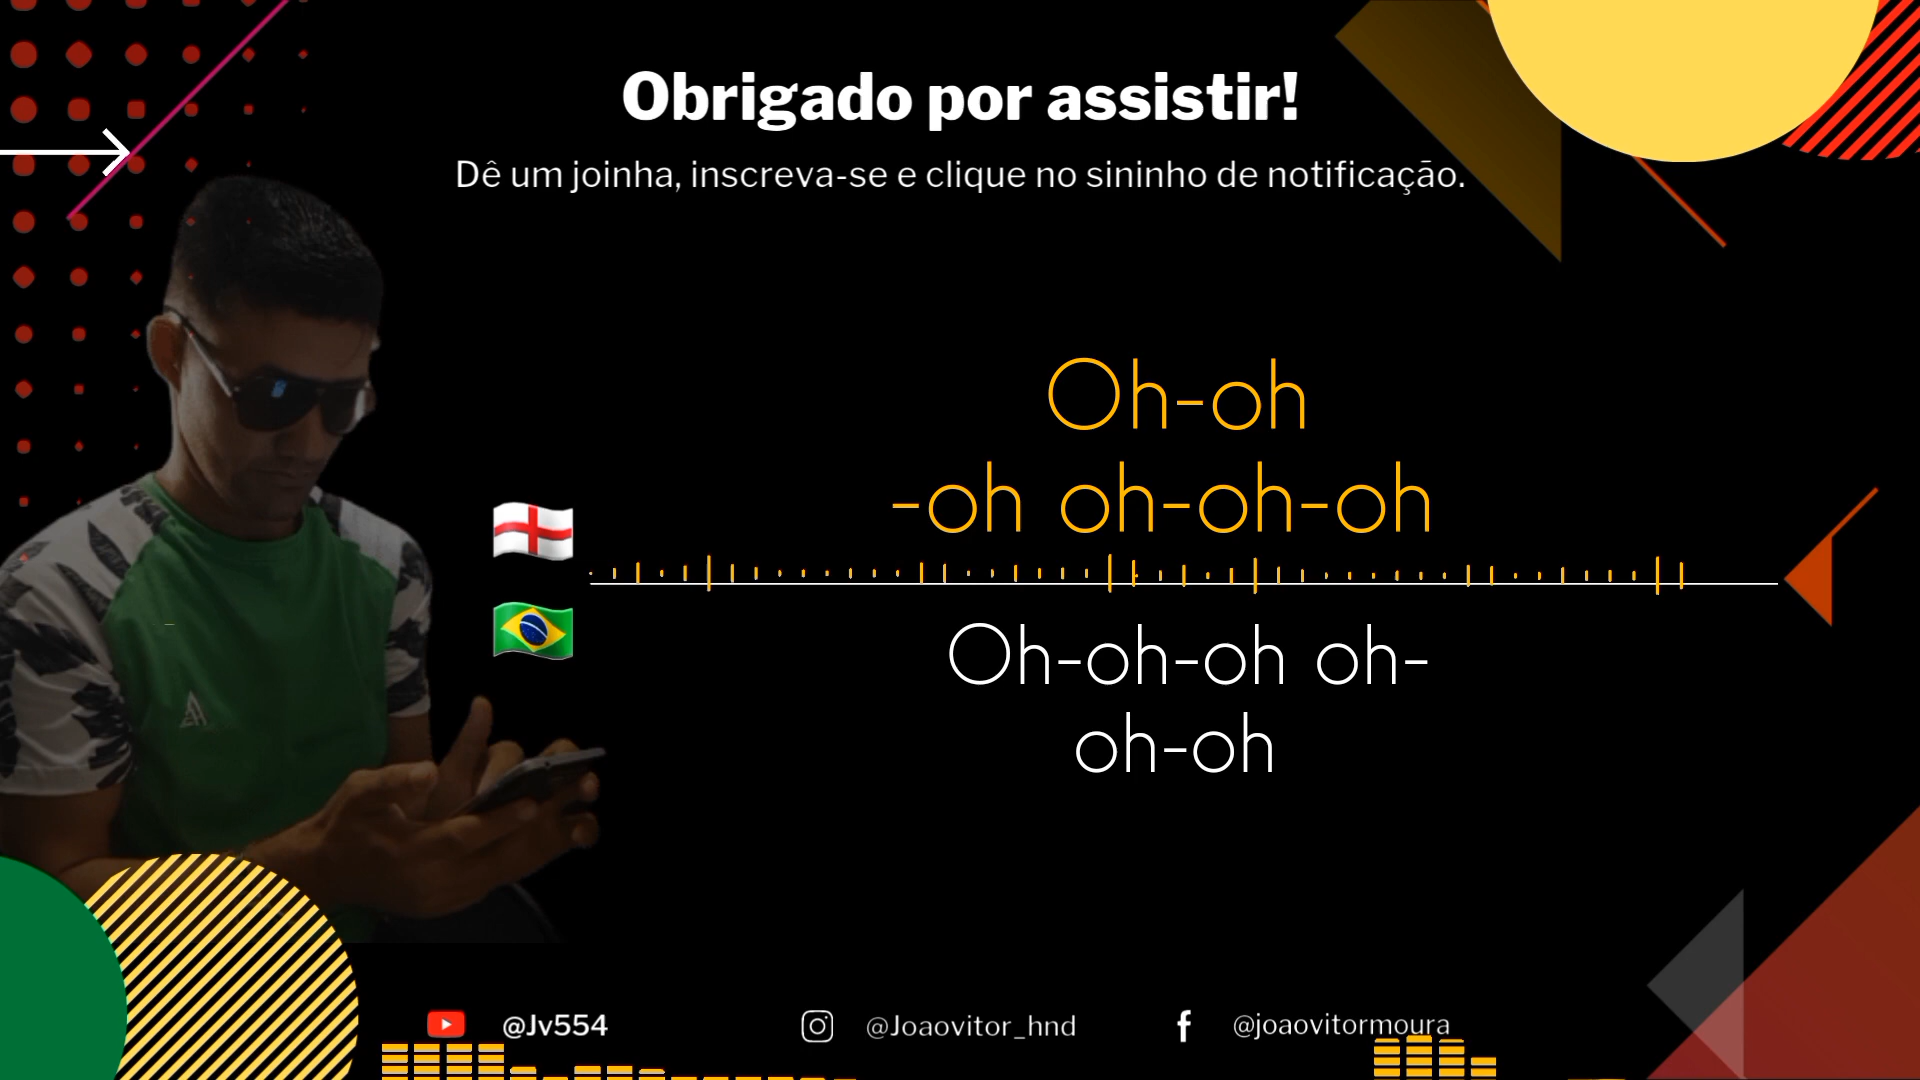 Obrigado por assistir!
Dê um joinha, inscreva-se e clique no sininho de notificação.
Oh-oh
-oh oh-oh-oh
Oh-oh-oh oh-
oh-oh
@Jv554
@Joaovitor_hnd
@joaovitormoura